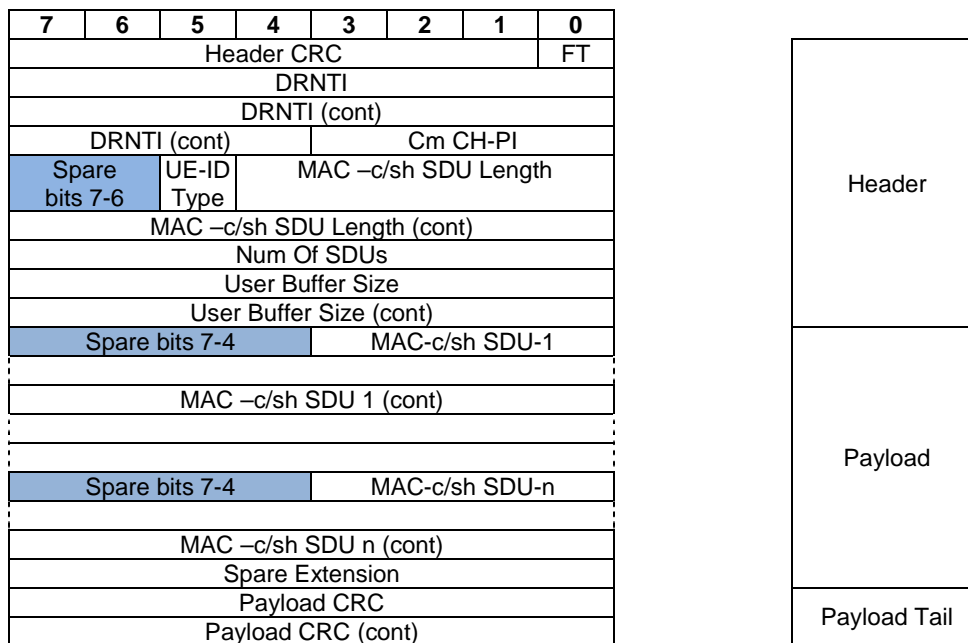 7 6 5 4 3 2 1 0
Header CRC FT
DRNTI
DRNTI (cont)
DRNTI (cont) Cm CH-PI
Spare bits 7-6 UE-ID Type MAC –c/sh SDU Length
MAC –c/sh SDU Length (cont)
Num Of SDUs
User Buffer Size
User Buffer Size (cont)
Header
Spare bits 7-4 MAC-c/sh SDU-1
MAC –c/sh SDU 1 (cont)
Spare bits 7-4 MAC-c/sh SDU-n
MAC –c/sh SDU n (cont)
Spare Extension
Payload
Payload CRC
Payload CRC (cont)
Payload Tail